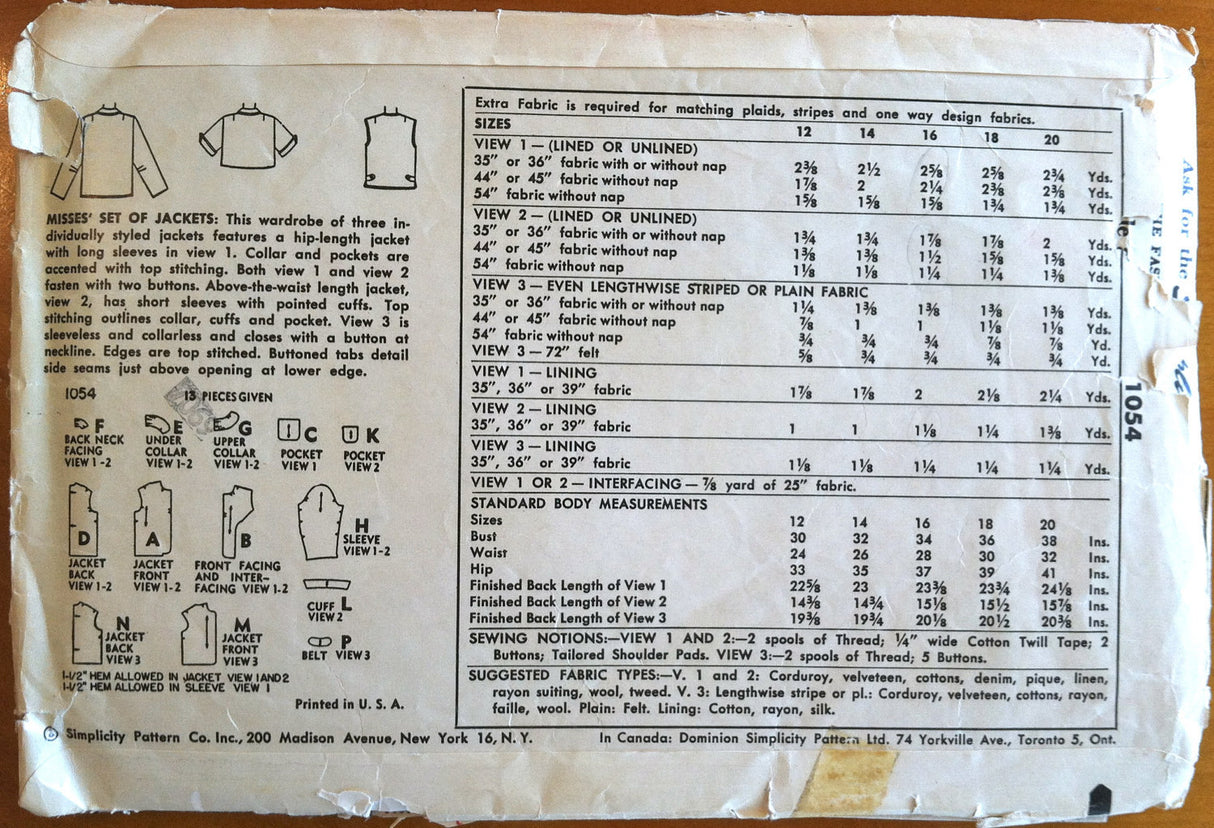 MISSES' SET OF JACKETS: This wardrobe of three in-
dividually styled jackets features a hip-length jacket
with long sleeves in view 1. Collar and pockets are
accented with top stitching. Both view 1 and view 2
fasten with two buttons. Above-the-waist length jacket,
view 2, has short sleeves with pointed cuffs. Top
stitching outlines collar, cuffs and pocket. View 3 is
sleeveless and collarless and closes with a button at
neckline. Edges are top stitched. Buttoned tabs detail
side seams just above opening at lower edge.
1054 13 PIECES GIVEN
F
BACK NECK
FACING
VIEW 1-2
E
UNDER
COLLAR
VIEW 1-2
G
UPPER
COLLAR
VIEW 1-2
C
POCKET
VIEW 1
K
POCKET
VIEW 2
D
JACKET
BACK
VIEW 1-2
A
JACKET
FRONT
VIEW 1-2
B
FRONT FACING
AND INTER-
FACING VIEW 1-2
H
SLEEVE
VIEW 1-2
CUFF L
VIEW 2
N
JACKET
BACK
VIEW 3
M
JACKET
FRONT
VIEW 3
P
BELT VIEW 3
1-1/2" HEM ALLOWED IN JACKET VIEW 1 AND 2
1-1/2" HEM ALLOWED IN SLEEVE VIEW 1
Printed in U. S. A.
Extra Fabric is required for matching plaids, stripes and one way design fabrics.
SIZES 12 14 16 18 20
VIEW 1 — (LINED OR UNLINED)
35" or 36" fabric with or without nap 2⅜ 2½ 2⅝ 2⅝ 2¾ Yds.
44" or 45" fabric without nap 1⅞ 2 2¼ 2⅜ 2⅜ Yds.
54" fabric without nap 1⅝ 1⅝ 1⅝ 1¾ 1¾ Yds.
VIEW 2 — (LINED OR UNLINED)
35" or 36" fabric with or without nap 1¾ 1¾ 1⅞ 1⅞ 2 Yds.
44" or 45" fabric without nap 1⅜ 1⅜ 1½ 1⅝ 1⅝ Yds.
54" fabric without nap 1⅛ 1⅛ 1¼ 1¼ 1⅜ Yds.
VIEW 3 — EVEN LENGTHWISE STRIPED OR PLAIN FABRIC
35" or 36" fabric with or without nap 1¼ 1⅜ 1⅜ 1⅜ 1⅜ Yds.
44" or 45" fabric without nap ⅞ 1 1 1⅛ 1⅛ Yds.
54" fabric without nap ¾ ¾ ¾ ⅞ ⅞ Yd.
VIEW 3 — 72" felt ⅝ ¾ ¾ ¾ ¾ Yd.
VIEW 1 — LINING
35", 36" or 39" fabric 1⅞ 1⅞ 2 2⅛ 2¼ Yds.
VIEW 2 — LINING
35", 36" or 39" fabric 1 1 1⅛ 1¼ 1⅜ Yds.
VIEW 3 — LINING
35", 36" or 39" fabric 1⅛ 1⅛ 1¼ 1¼ 1¼ Yds.
VIEW 1 OR 2 — INTERFACING — ⅞ yard of 25" fabric.
STANDARD BODY MEASUREMENTS
Sizes 12 14 16 18 20
Bust 30 32 34 36 38 Ins.
Waist 24 26 28 30 32 Ins.
Hip 33 35 37 39 41 Ins.
Finished Back Length of View 1 22⅝ 23 23⅜ 23¾ 24⅛ Ins.
Finished Back Length of View 2 14⅜ 14¾ 15⅛ 15½ 15⅞ Ins.
Finished Back Length of View 3 19⅜ 19¾ 20⅛ 20½ 20⅜ Ins.
SEWING NOTIONS:—VIEW 1 AND 2:—2 spools of Thread; ¼" wide Cotton Twill Tape; 2
Buttons; Tailored Shoulder Pads. VIEW 3:—2 spools of Thread; 5 Buttons.
SUGGESTED FABRIC TYPES:—V. 1 and 2: Corduroy, velveteen, cottons, denim, pique, linen,
rayon suiting, wool, tweed. V. 3: Lengthwise stripe or pl.: Corduroy, velveteen, cottons, rayon,
faille, wool. Plain: Felt. Lining: Cotton, rayon, silk.
© Simplicity Pattern Co. Inc., 200 Madison Avenue, New York 16, N. Y. In Canada: Dominion Simplicity Pattern Ltd. 74 Yorkville Ave., Toronto 5, Ont.
1054
Ask for the